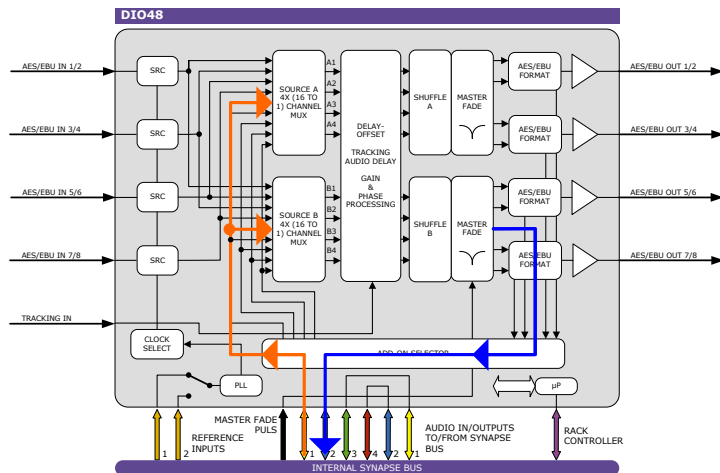 DIO48
AES/EBU IN 1/2
AES/EBU IN 3/4
AES/EBU IN 5/6
AES/EBU IN 7/8
TRACKING IN
SRC
SRC
SRC
SRC
CLOCK
SELECT
PLL
SOURCE A
4X (16 TO
1) CHANNEL
MUX
A1
A2
A3
A4
SOURCE B
4X (16 TO
1) CHANNEL
MUX
B1
B2
B3
B4
DELAY-
OFFSET
TRACKING
AUDIO DELAY
GAIN
&
PHASE
PROCESSING
SHUFFLE
A
MASTER
FADE
SHUFFLE
B
MASTER
FADE
AES/EBU
FORMAT
AES/EBU
FORMAT
AES/EBU
FORMAT
AES/EBU
FORMAT
AES/EBU OUT 1/2
AES/EBU OUT 3/4
AES/EBU OUT 5/6
AES/EBU OUT 7/8
ADD-ON SELECTOR
µP
REFERENCE
INPUTS
1
2
MASTER FADE
PULS
1
2
3
4
2
1
AUDIO IN/OUTPUTS
TO/FROM SYNAPSE
BUS
RACK
CONTROLLER
INTERNAL SYNAPSE BUS